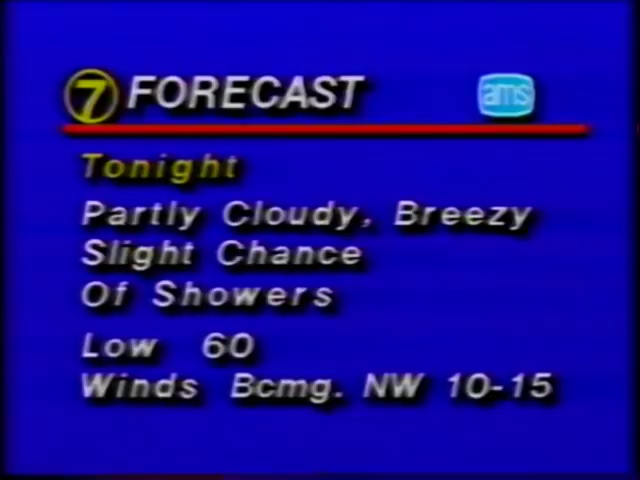 7 FORECAST ams
Tonight
Partly Cloudy, Breezy
Slight Chance
Of Showers
Low 60
Winds Bcmg. NW 10-15